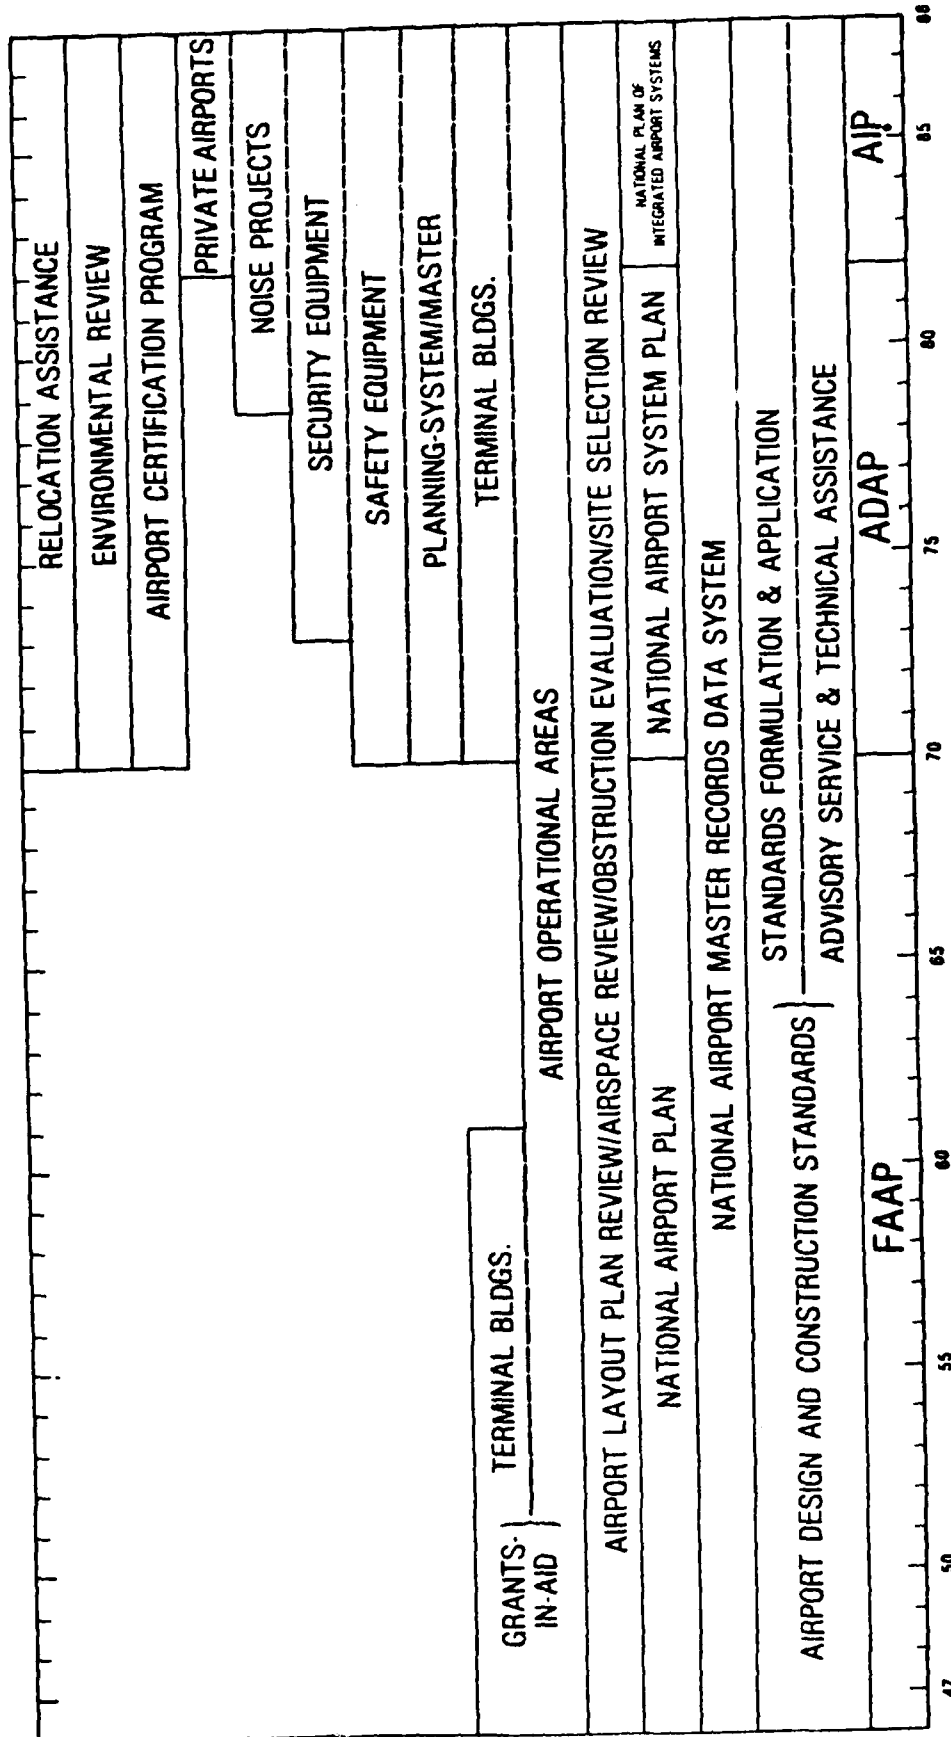 RELOCATION ASSISTANCE
ENVIRONMENTAL REVIEW
AIRPORT CERTIFICATION PROGRAM
PRIVATE AIRPORTS
NOISE PROJECTS
SECURITY EQUIPMENT
SAFETY EQUIPMENT
PLANNING-SYSTEM/MASTER
GRANTS-
IN-AID
TERMINAL BLDGS.
TERMINAL BLDGS.
AIRPORT OPERATIONAL AREAS
AIRPORT LAYOUT PLAN REVIEW/AIRSPACE REVIEW/OBSTRUCTION EVALUATION/SITE SELECTION REVIEW
NATIONAL AIRPORT PLAN
NATIONAL AIRPORT SYSTEM PLAN
NATIONAL PLAN OF
INTEGRATED AIRPORT SYSTEMS
NATIONAL AIRPORT MASTER RECORDS DATA SYSTEM
AIRPORT DESIGN AND CONSTRUCTION STANDARDS
STANDARDS FORMULATION & APPLICATION
ADVISORY SERVICE & TECHNICAL ASSISTANCE
FAAP
ADAP
AIP
47 50 55 60 65 70 75 80 85 88